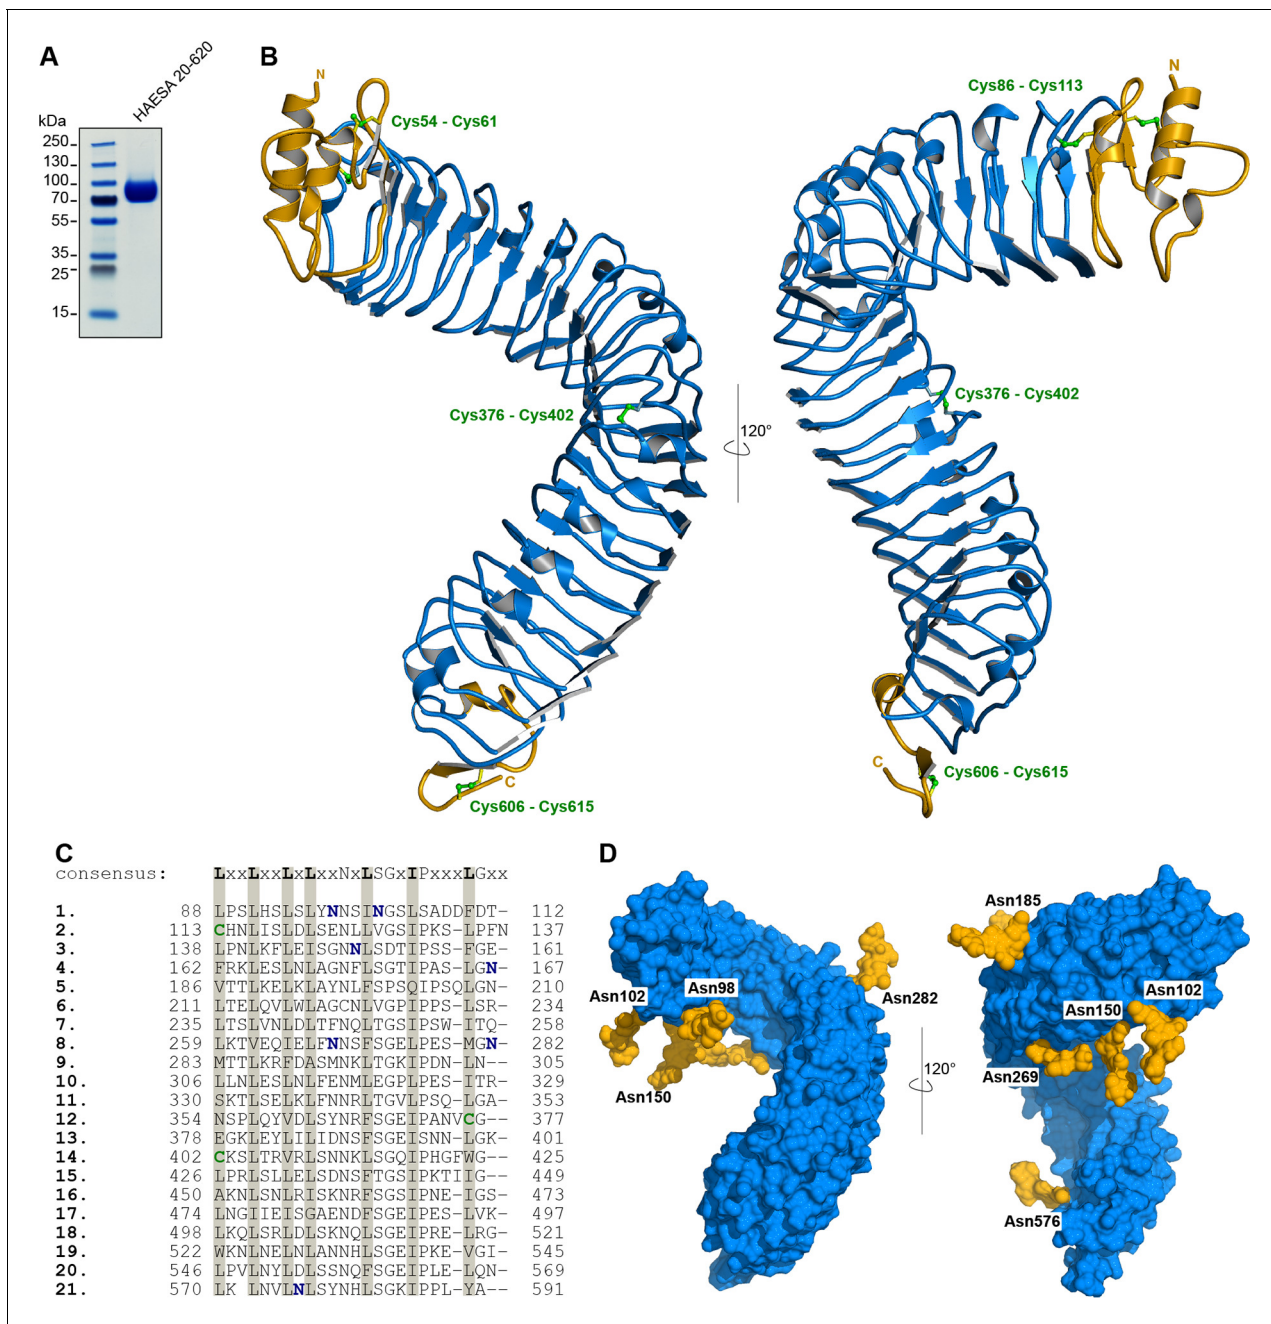 A
HAESA 20-620
kDa
250
130
100
70
55
35
25
15
B
N
Cys54 - Cys61
Cys86 - Cys113
N
Cys376 - Cys402
120°
Cys376 - Cys402
C
Cys606 - Cys615
C
Cys606 - Cys615
C
consensus: LxxLxxLxLxxNxLSGxIPxxxLGxx
1. 88 LPSLHSLSLYNNSINGSLSADDFDT- 112
2. 113 CHNLISLDLSENLLVGSIPKS-LPFN 137
3. 138 LPNLKFLEISGNNLSDTIPSS-FGE- 161
4. 162 FRKLESLNLAGNFLSGTIPAS-LGN- 167
5. 186 VTTLKELKLAYNLFSPSQIPSQLGN- 210
6. 211 LTELQVLWLAGCNLVGPIPPS-LSR- 234
7. 235 LTSLVNLDLTFNQLTGSIPSW-ITQ- 258
8. 259 LKTVEQIELFNNSFSGELPES-MGN- 282
9. 283 MTTLKRFDASMNKLTGKIPDN-LN-- 305
10. 306 LLNLESLNLFENMLEGPLPES-ITR- 329
11. 330 SKTLSELKLFNNRLTGVLPSQ-LGA- 353
12. 354 NSPLQYVDLSYNRFSGEIPANVCG-- 377
13. 378 EGKLEYLILIDNSFSGEISNN-LGK- 401
14. 402 CKSLTRVRLSNNKLSGQIPHGFWG-- 425
15. 426 LPRLSLLELSDNSFTGSIPKTIIG-- 449
16. 450 AKNLSNLRISKNRFSGSIPNE-IGS- 473
17. 474 LNGIIEISGAENDFSGEIPES-LVK- 497
18. 498 LKQLSRLDLSKNQLSGEIPRE-LRG- 521
19. 522 WKNLNELNLANNHLSGEIPKE-VGI- 545
20. 546 LPVLNYLDLSSNQFSGEIPLE-LQN- 569
21. 570 LK LNVLNLSYNHLSGKIPPL-YA-- 591
D
Asn185
Asn102
Asn98
Asn282
Asn150
Asn102
Asn150
Asn269
120°
Asn576